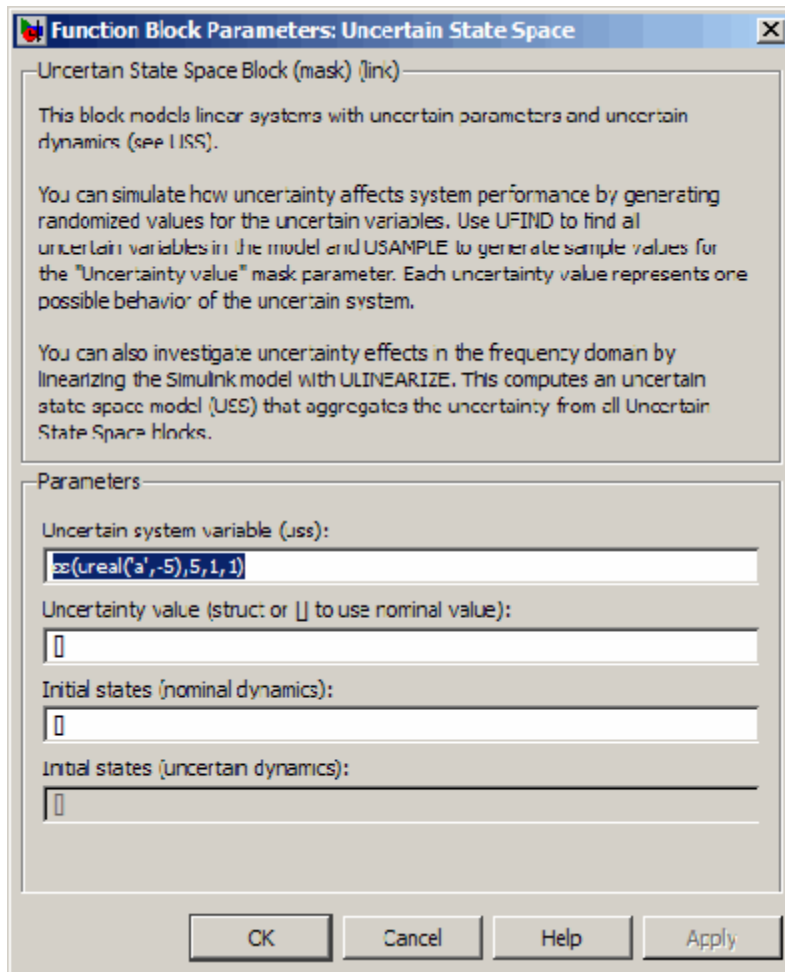 Function Block Parameters: Uncertain State Space
Uncertain State Space Block (mask) (link)
This block models linear systems with uncertain parameters and uncertain
dynamics (see USS).
You can simulate how uncertainty affects system performance by generating
randomized values for the uncertain variables. Use UFIND to find all
uncertain variables in the model and USAMPLE to generate sample values for
the "Uncertainty value" mask parameter. Each uncertainty value represents one
possible behavior of the uncertain system.
You can also investigate uncertainty effects in the frequency domain by
linearizing the Simulink model with ULINEARIZE. This computes an uncertain
state space model (USS) that aggregates the uncertainty from all Uncertain
State Space blocks.
Parameters
Uncertain system variable (uss):
ss(ureal('a',-5),5,1,1)
Uncertainty value (struct or [] to use nominal value):
[]
Initial states (nominal dynamics):
[]
Initial states (uncertain dynamics):
[]
OK Cancel Help Apply